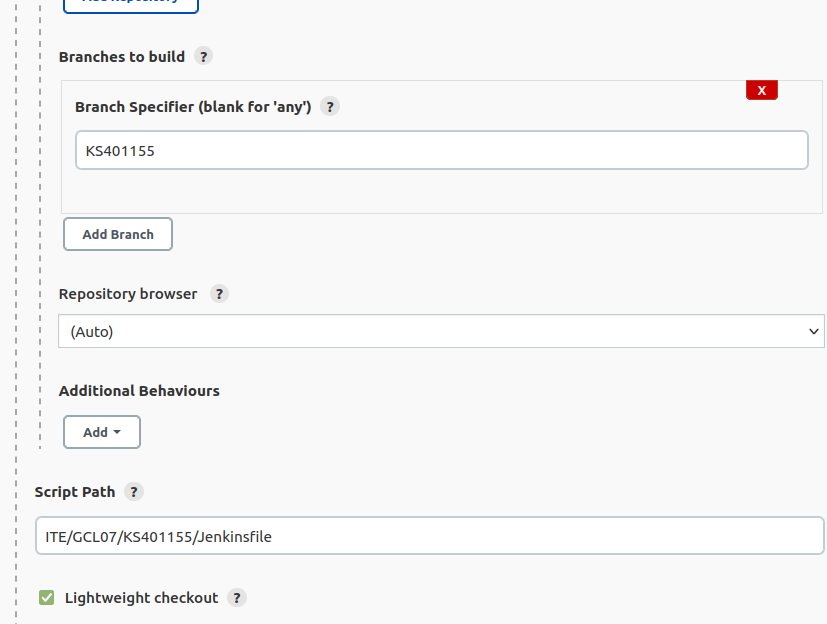 Branches to build ?
Branch Specifier (blank for 'any') ?
X
KS401155
Add Branch
Repository browser ?
(Auto)
Additional Behaviours
Add
Script Path ?
ITE/GCL07/KS401155/Jenkinsfile
Lightweight checkout ?